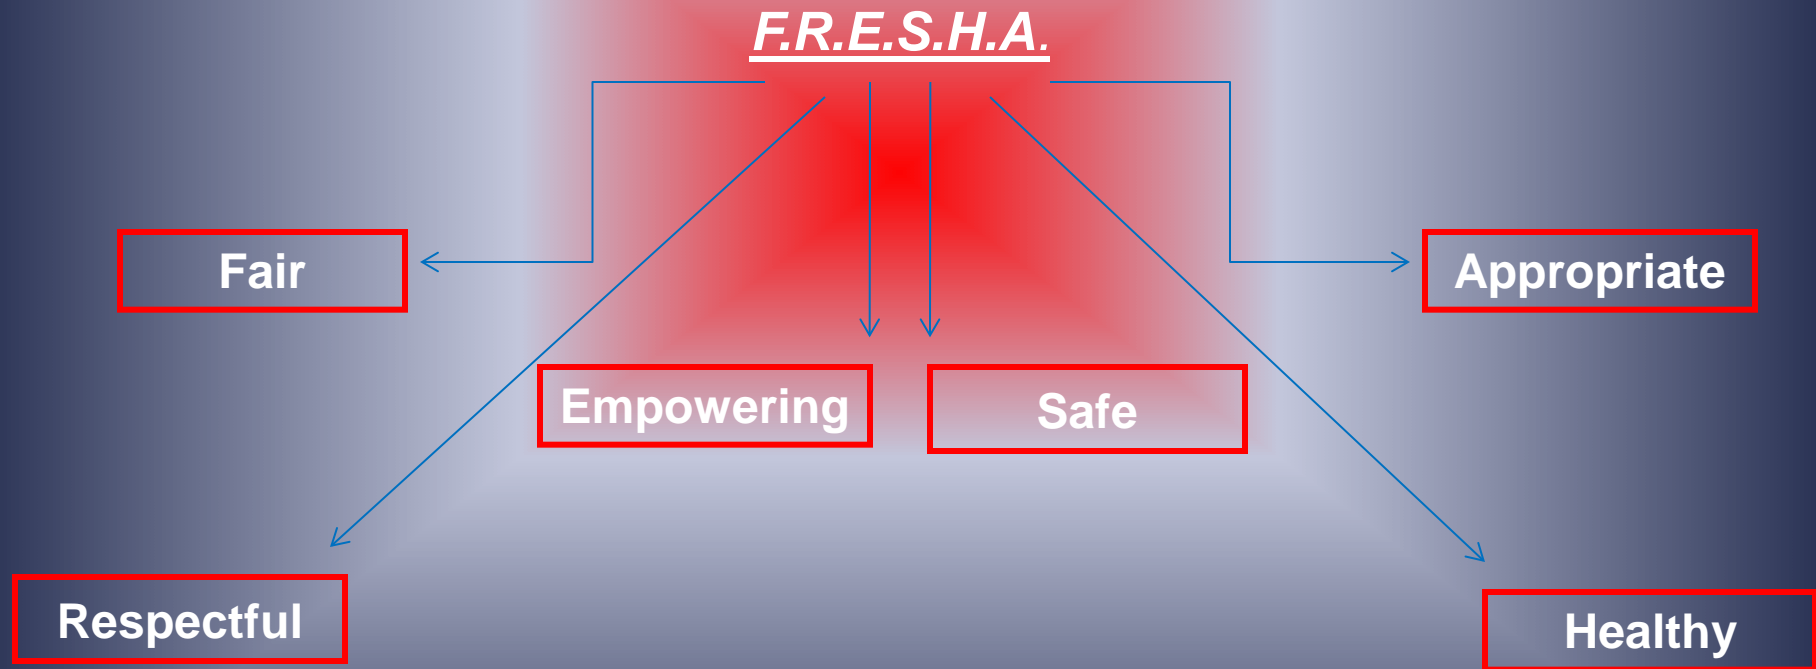 F.R.E.S.H.A.
Fair
Appropriate
Empowering
Safe
Respectful
Healthy